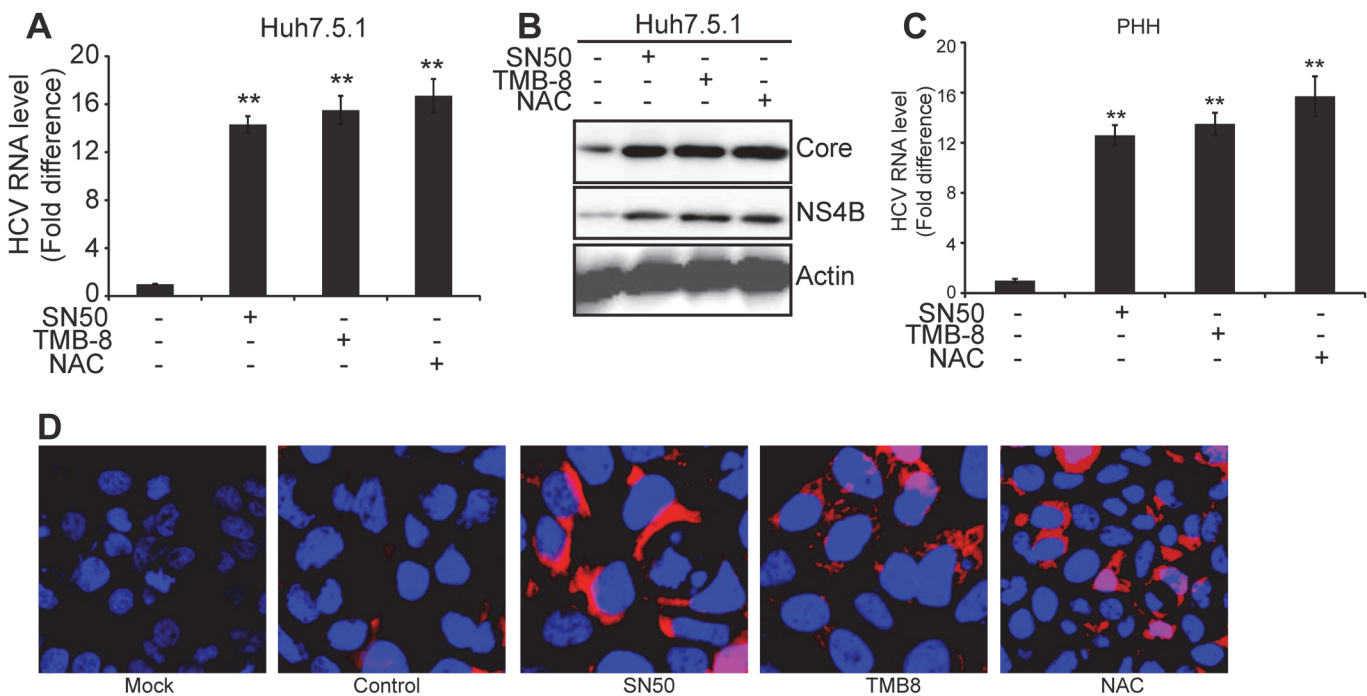 A
Huh7.5.1
HCV RNA level
(Fold difference)
20
16
12
8
4
0
**
**
**
SN50 - + - -
TMB-8 - - + -
NAC - - - +
B
Huh7.5.1
SN50 - + - -
TMB-8 - - + -
NAC - - - +
Core
NS4B
Actin
C
PHH
HCV RNA level
(Fold difference)
20
16
12
8
4
0
**
**
**
SN50 - + - -
TMB-8 - - + -
NAC - - - +
D
Mock Control SN50 TMB8 NAC